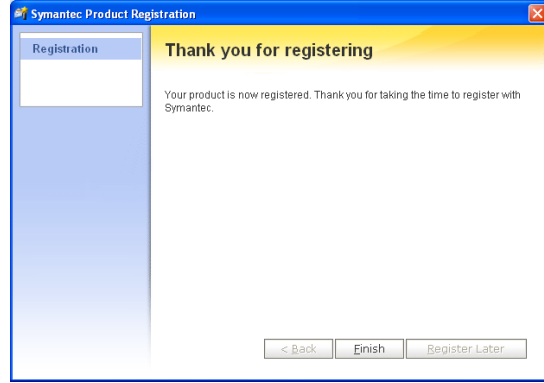 Symantec Product Registration
Registration
Thank you for registering
Your product is now registered. Thank you for taking the time to register with
Symantec.
< Back
Finish
Register Later